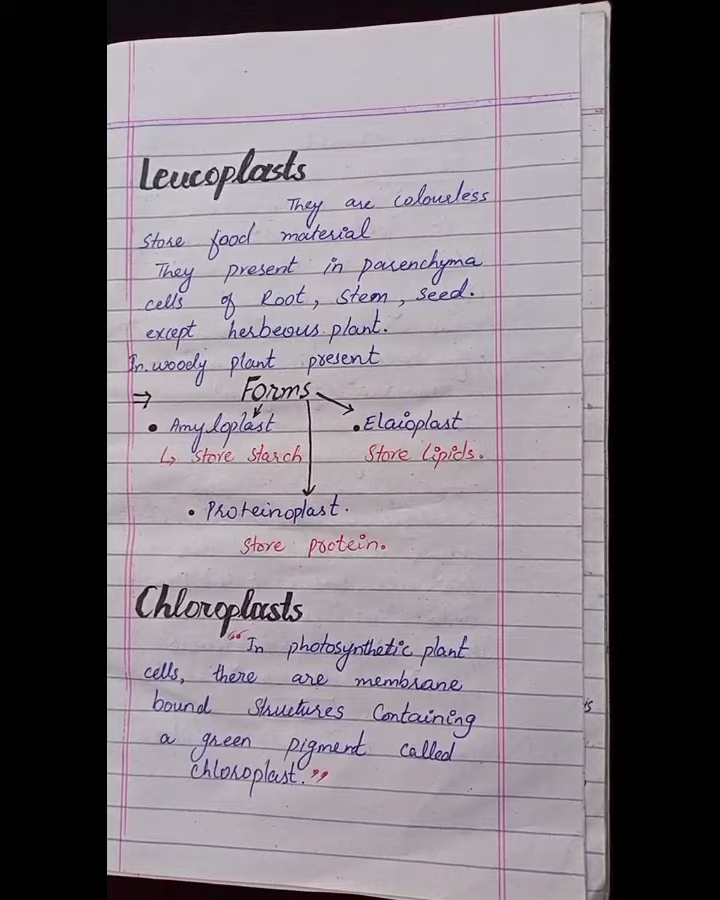 Leucoplasts
They are colourless
store food material
They present in parenchyma
cells of Root, Stem, seed.
except herbeous plant.
In woody plant present
⇒ Forms
• Amyloplast
• Elaioplast
↳ store starch
Store Lipids.
• Proteinoplast.
Store protein.
Chloroplasts
“In photosynthetic plant
cells, there are membrane
bound structures containing
a green pigment called
chloroplast.”